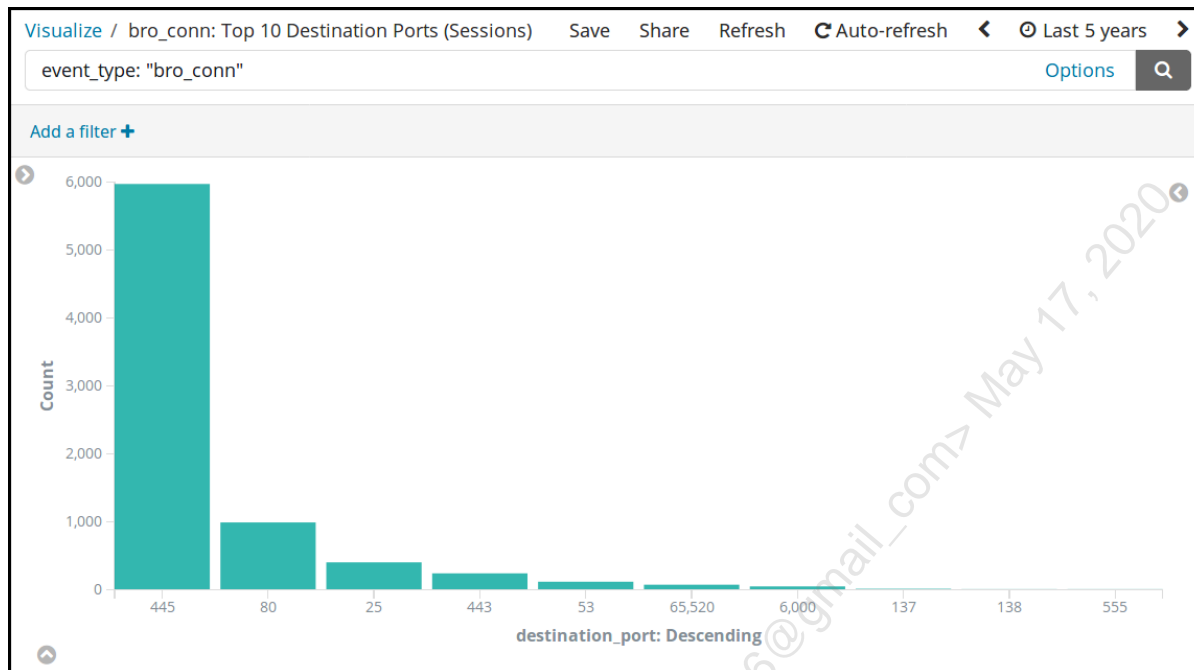 Visualize / bro_conn: Top 10 Destination Ports (Sessions) Save Share Refresh Auto-refresh Last 5 years
event_type: "bro_conn" Options
Add a filter
6,000
5,000
4,000
3,000
2,000
1,000
0
Count
445 80 25 443 53 65,520 6,000 137 138 555
destination_port: Descending
6@gmail_com> May 17, 2020